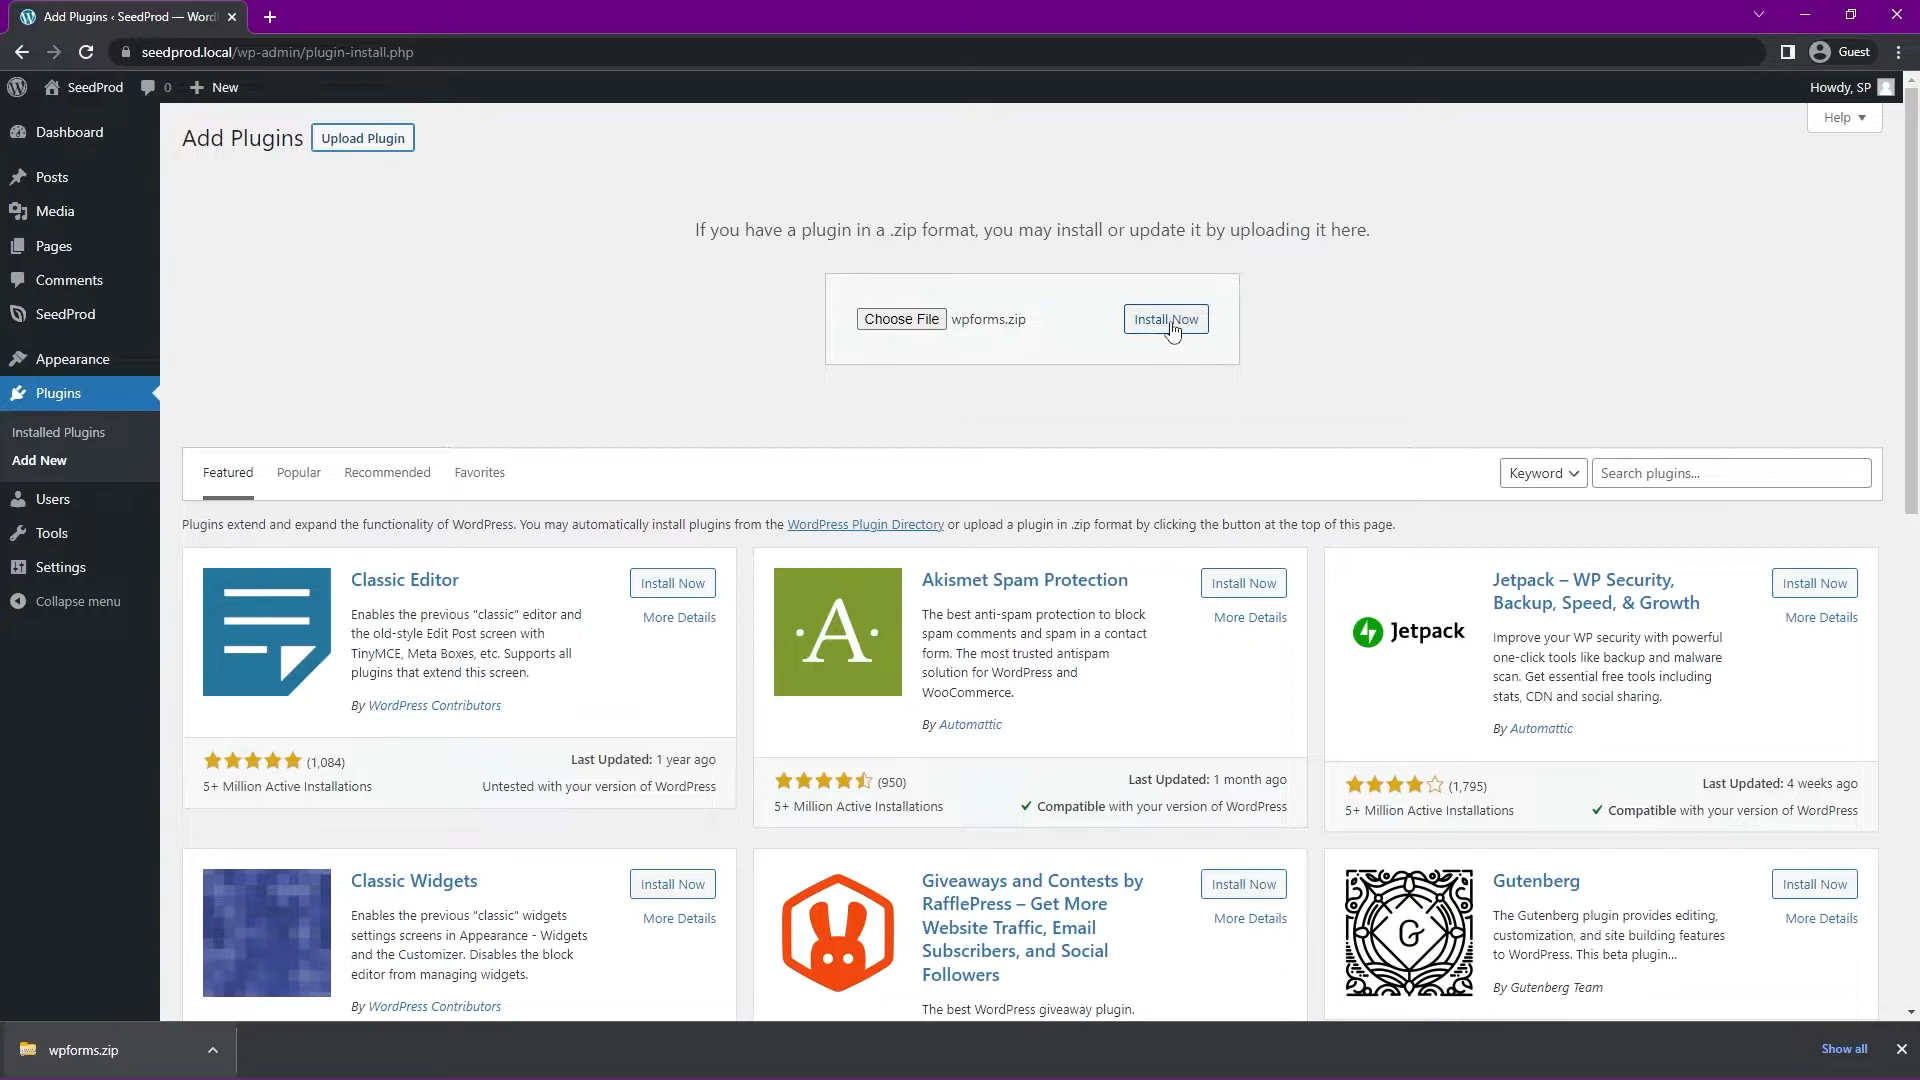 Add Plugins ‹ SeedProd — Word
seedprod.local/wp-admin/plugin-install.php
Guest
SeedProd
0
New
Howdy, SP
Dashboard
Posts
Media
Pages
Comments
SeedProd
Appearance
Plugins
Installed Plugins
Add New
Users
Tools
Settings
Collapse menu
Add Plugins
Upload Plugin
Help
If you have a plugin in a .zip format, you may install or update it by uploading it here.
Choose File wpforms.zip
Install Now
Featured
Popular
Recommended
Favorites
Keyword
Search plugins...
Plugins extend and expand the functionality of WordPress. You may automatically install plugins from the WordPress Plugin Directory or upload a plugin in .zip format by clicking the button at the top of this page.
Classic Editor
Install Now
More Details
Enables the previous "classic" editor and
the old-style Edit Post screen with
TinyMCE, Meta Boxes, etc. Supports all
plugins that extend this screen.
By WordPress Contributors
(1,084)
Last Updated: 1 year ago
5+ Million Active Installations
Untested with your version of WordPress
A
Akismet Spam Protection
Install Now
More Details
The best anti-spam protection to block
spam comments and spam in a contact
form. The most trusted antispam
solution for WordPress and
WooCommerce.
By Automattic
(950)
Last Updated: 1 month ago
5+ Million Active Installations
Compatible with your version of WordPress
Jetpack
Jetpack – WP Security,
Backup, Speed, & Growth
Install Now
More Details
Improve your WP security with powerful
one-click tools like backup and malware
scan. Get essential free tools including
stats, CDN and social sharing.
By Automattic
(1,795)
Last Updated: 4 weeks ago
5+ Million Active Installations
Compatible with your version of WordPress
Classic Widgets
Install Now
More Details
Enables the previous "classic" widgets
settings screens in Appearance - Widgets
and the Customizer. Disables the block
editor from managing widgets.
By WordPress Contributors
Giveaways and Contests by
RafflePress – Get More
Website Traffic, Email
Subscribers, and Social
Followers
Install Now
More Details
The best WordPress giveaway plugin.
G
Gutenberg
Install Now
More Details
The Gutenberg plugin provides editing,
customization, and site building features
to WordPress. This beta plugin...
By Gutenberg Team
wpforms.zip
Show all